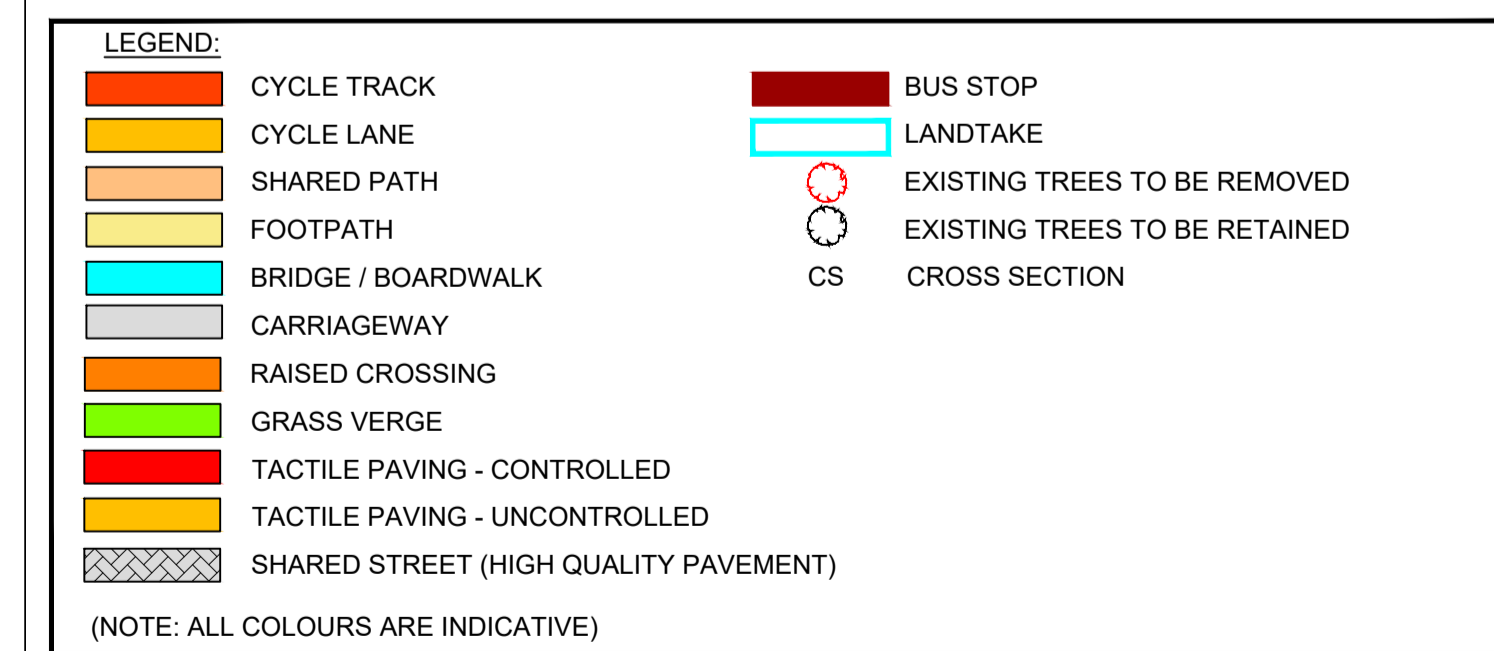 LEGEND:
CYCLE TRACK
CYCLE LANE
SHARED PATH
FOOTPATH
BRIDGE / BOARDWALK
CARRIAGEWAY
RAISED CROSSING
GRASS VERGE
TACTILE PAVING - CONTROLLED
TACTILE PAVING - UNCONTROLLED
SHARED STREET (HIGH QUALITY PAVEMENT)
BUS STOP
LANDTAKE
EXISTING TREES TO BE REMOVED
EXISTING TREES TO BE RETAINED
CS CROSS SECTION
(NOTE: ALL COLOURS ARE INDICATIVE)